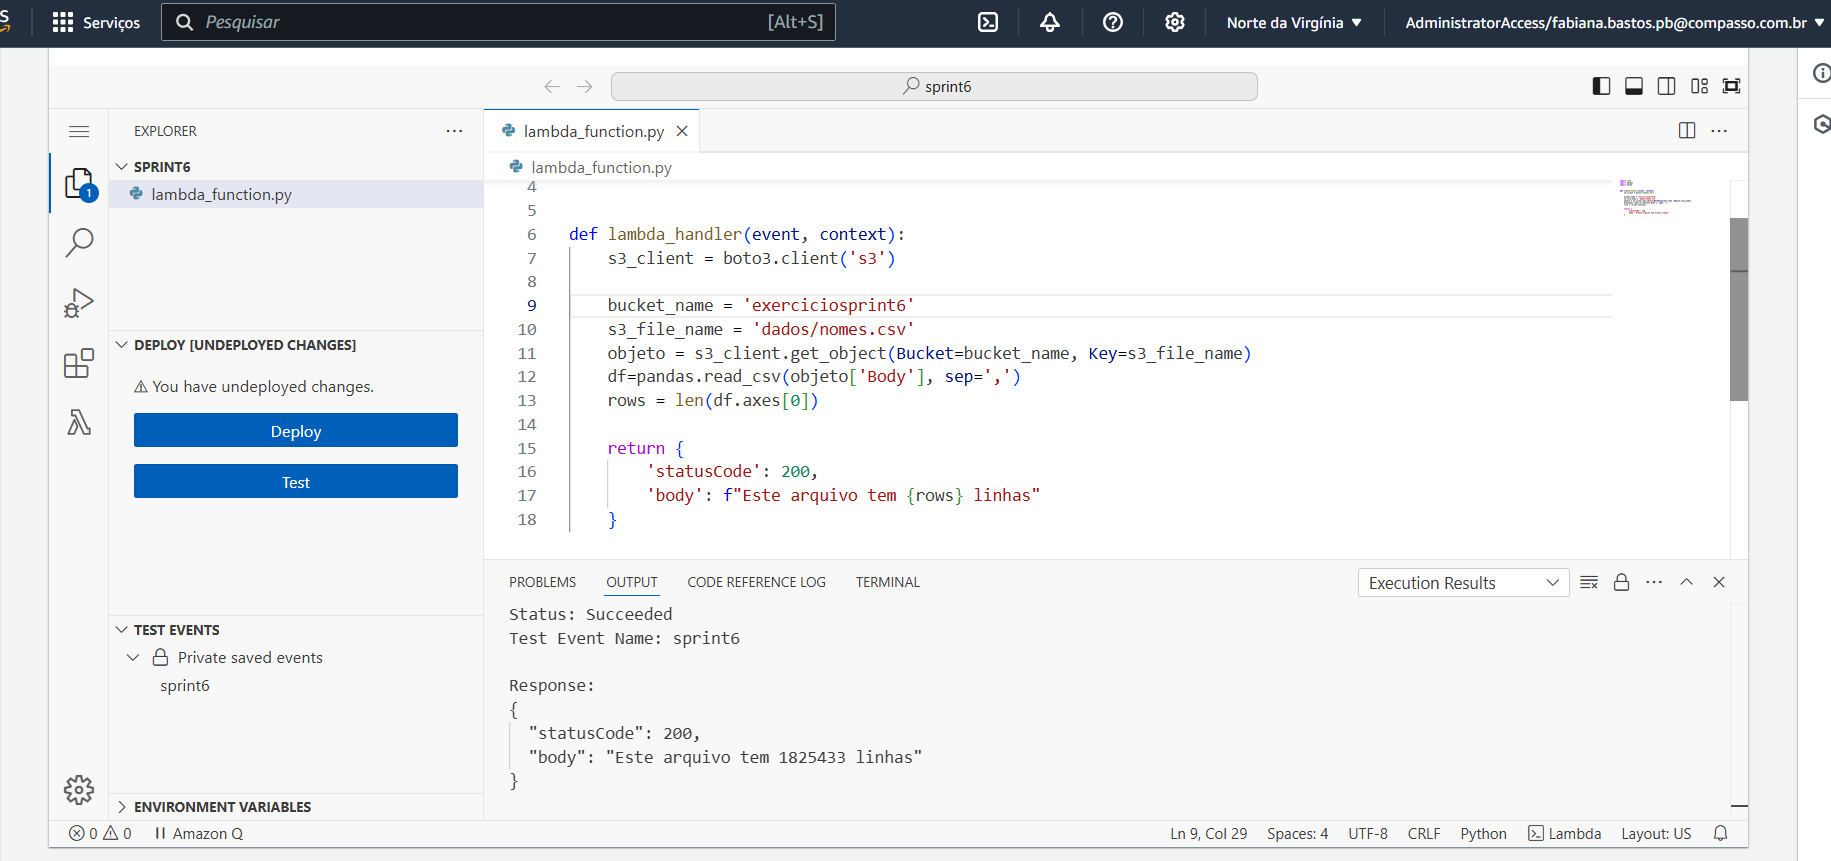 Serviços
Pesquisar [Alt+S]
Norte da Virgínia
AdministratorAccess/fabiana.bastos.pb@compasso.com.br
sprint6
EXPLORER
SPRINT6
lambda_function.py
1
DEPLOY [UNDEPLOYED CHANGES]
You have undeployed changes.
Deploy
Test
TEST EVENTS
Private saved events
sprint6
ENVIRONMENT VARIABLES
lambda_function.py
lambda_function.py
4
5
6 def lambda_handler(event, context):
7 s3_client = boto3.client('s3')
8
9 bucket_name = 'exerciciosprint6'
10 s3_file_name = 'dados/nomes.csv'
11 objeto = s3_client.get_object(Bucket=bucket_name, Key=s3_file_name)
12 df=pandas.read_csv(objeto['Body'], sep=',')
13 rows = len(df.axes[0])
14
15 return {
16 'statusCode': 200,
17 'body': f"Este arquivo tem {rows} linhas"
18 }
PROBLEMS OUTPUT CODE REFERENCE LOG TERMINAL
Execution Results
Status: Succeeded
Test Event Name: sprint6
Response:
{
"statusCode": 200,
"body": "Este arquivo tem 1825433 linhas"
}
0 0 Amazon Q
Ln 9, Col 29 Spaces: 4 UTF-8 CRLF Python Lambda Layout: US